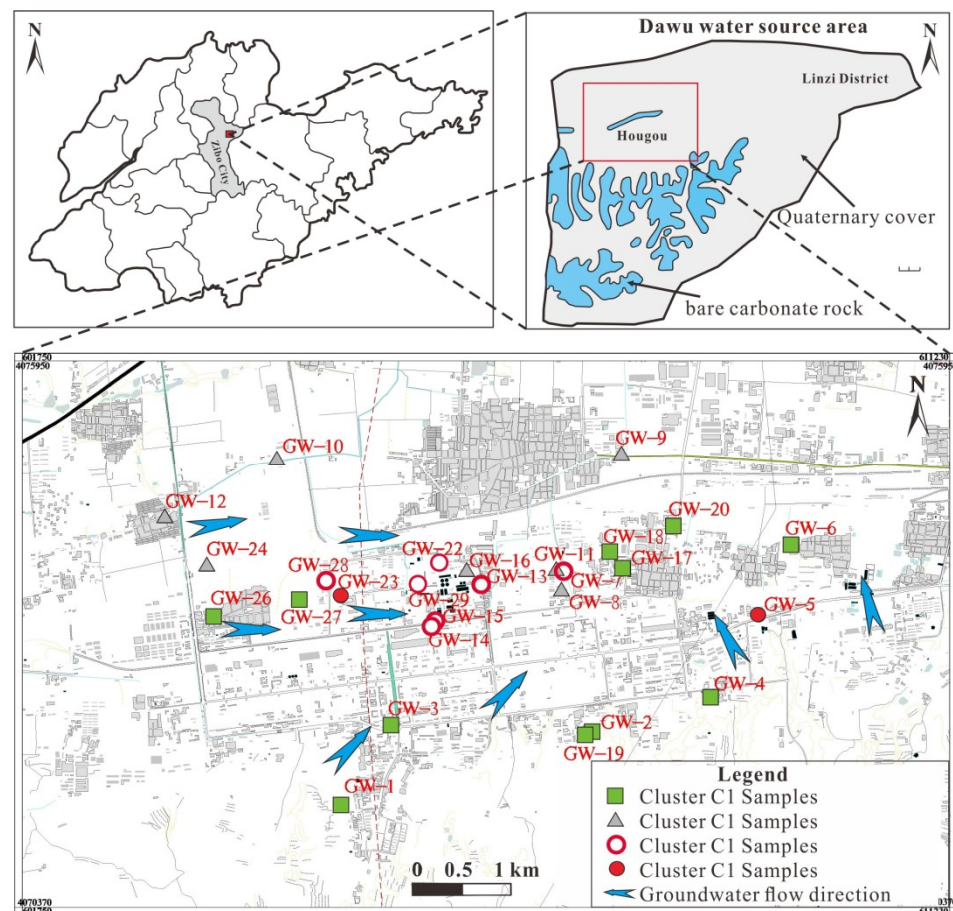 N
Zibo City
Dawu water source area
N
Linzi District
Hougou
Quaternary cover
bare carbonate rock
601750
4075950
611230
4075950
N
GW-10
GW-9
GW-12
GW-20
GW-6
GW-24
GW-22
GW-18
GW-16
GW-11
GW-17
GW-28
GW-23
GW-13
GW-7
GW-26
GW-27
GW-29
GW-8
GW-5
GW-15
GW-14
GW-4
GW-3
GW-2
GW-19
GW-1
Legend
Cluster C1 Samples
Cluster C1 Samples
Cluster C1 Samples
Cluster C1 Samples
Groundwater flow direction
0 0.5 1 km
4070370
601750
4070370
611230